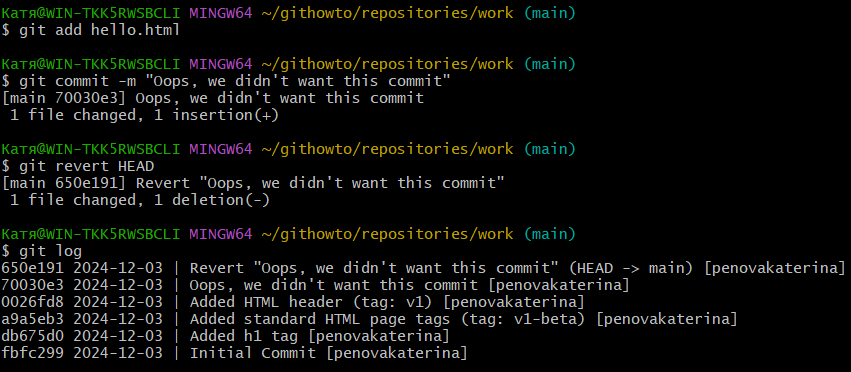 Катя@WIN-TKK5RWSBCLI MINGW64 ~/githowto/repositories/work (main)
$ git add hello.html
Катя@WIN-TKK5RWSBCLI MINGW64 ~/githowto/repositories/work (main)
$ git commit -m "Oops, we didn't want this commit"
[main 70030e3] Oops, we didn't want this commit
 1 file changed, 1 insertion(+)
Катя@WIN-TKK5RWSBCLI MINGW64 ~/githowto/repositories/work (main)
$ git revert HEAD
[main 650e191] Revert "Oops, we didn't want this commit"
 1 file changed, 1 deletion(-)
Катя@WIN-TKK5RWSBCLI MINGW64 ~/githowto/repositories/work (main)
$ git log
650e191 2024-12-03 | Revert "Oops, we didn't want this commit" (HEAD -> main) [penovakaterina]
70030e3 2024-12-03 | Oops, we didn't want this commit [penovakaterina]
0026fd8 2024-12-03 | Added HTML header (tag: v1) [penovakaterina]
a9a5eb3 2024-12-03 | Added standard HTML page tags (tag: v1-beta) [penovakaterina]
db675d0 2024-12-03 | Added h1 tag [penovakaterina]
fbfc299 2024-12-03 | Initial Commit [penovakaterina]